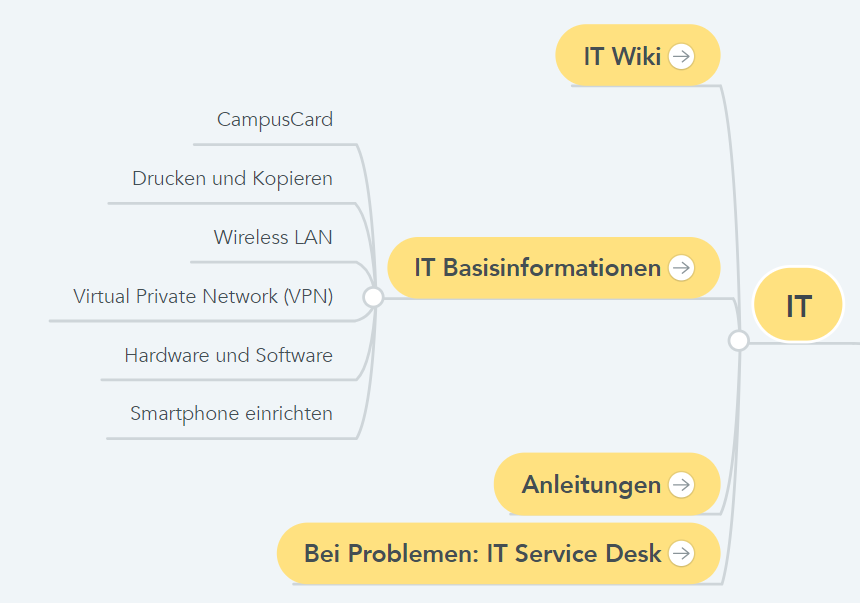 IT Wiki
CampusCard
Drucken und Kopieren
Wireless LAN
IT Basisinformationen
Virtual Private Network (VPN)
IT
Hardware und Software
Smartphone einrichten
Anleitungen
Bei Problemen: IT Service Desk